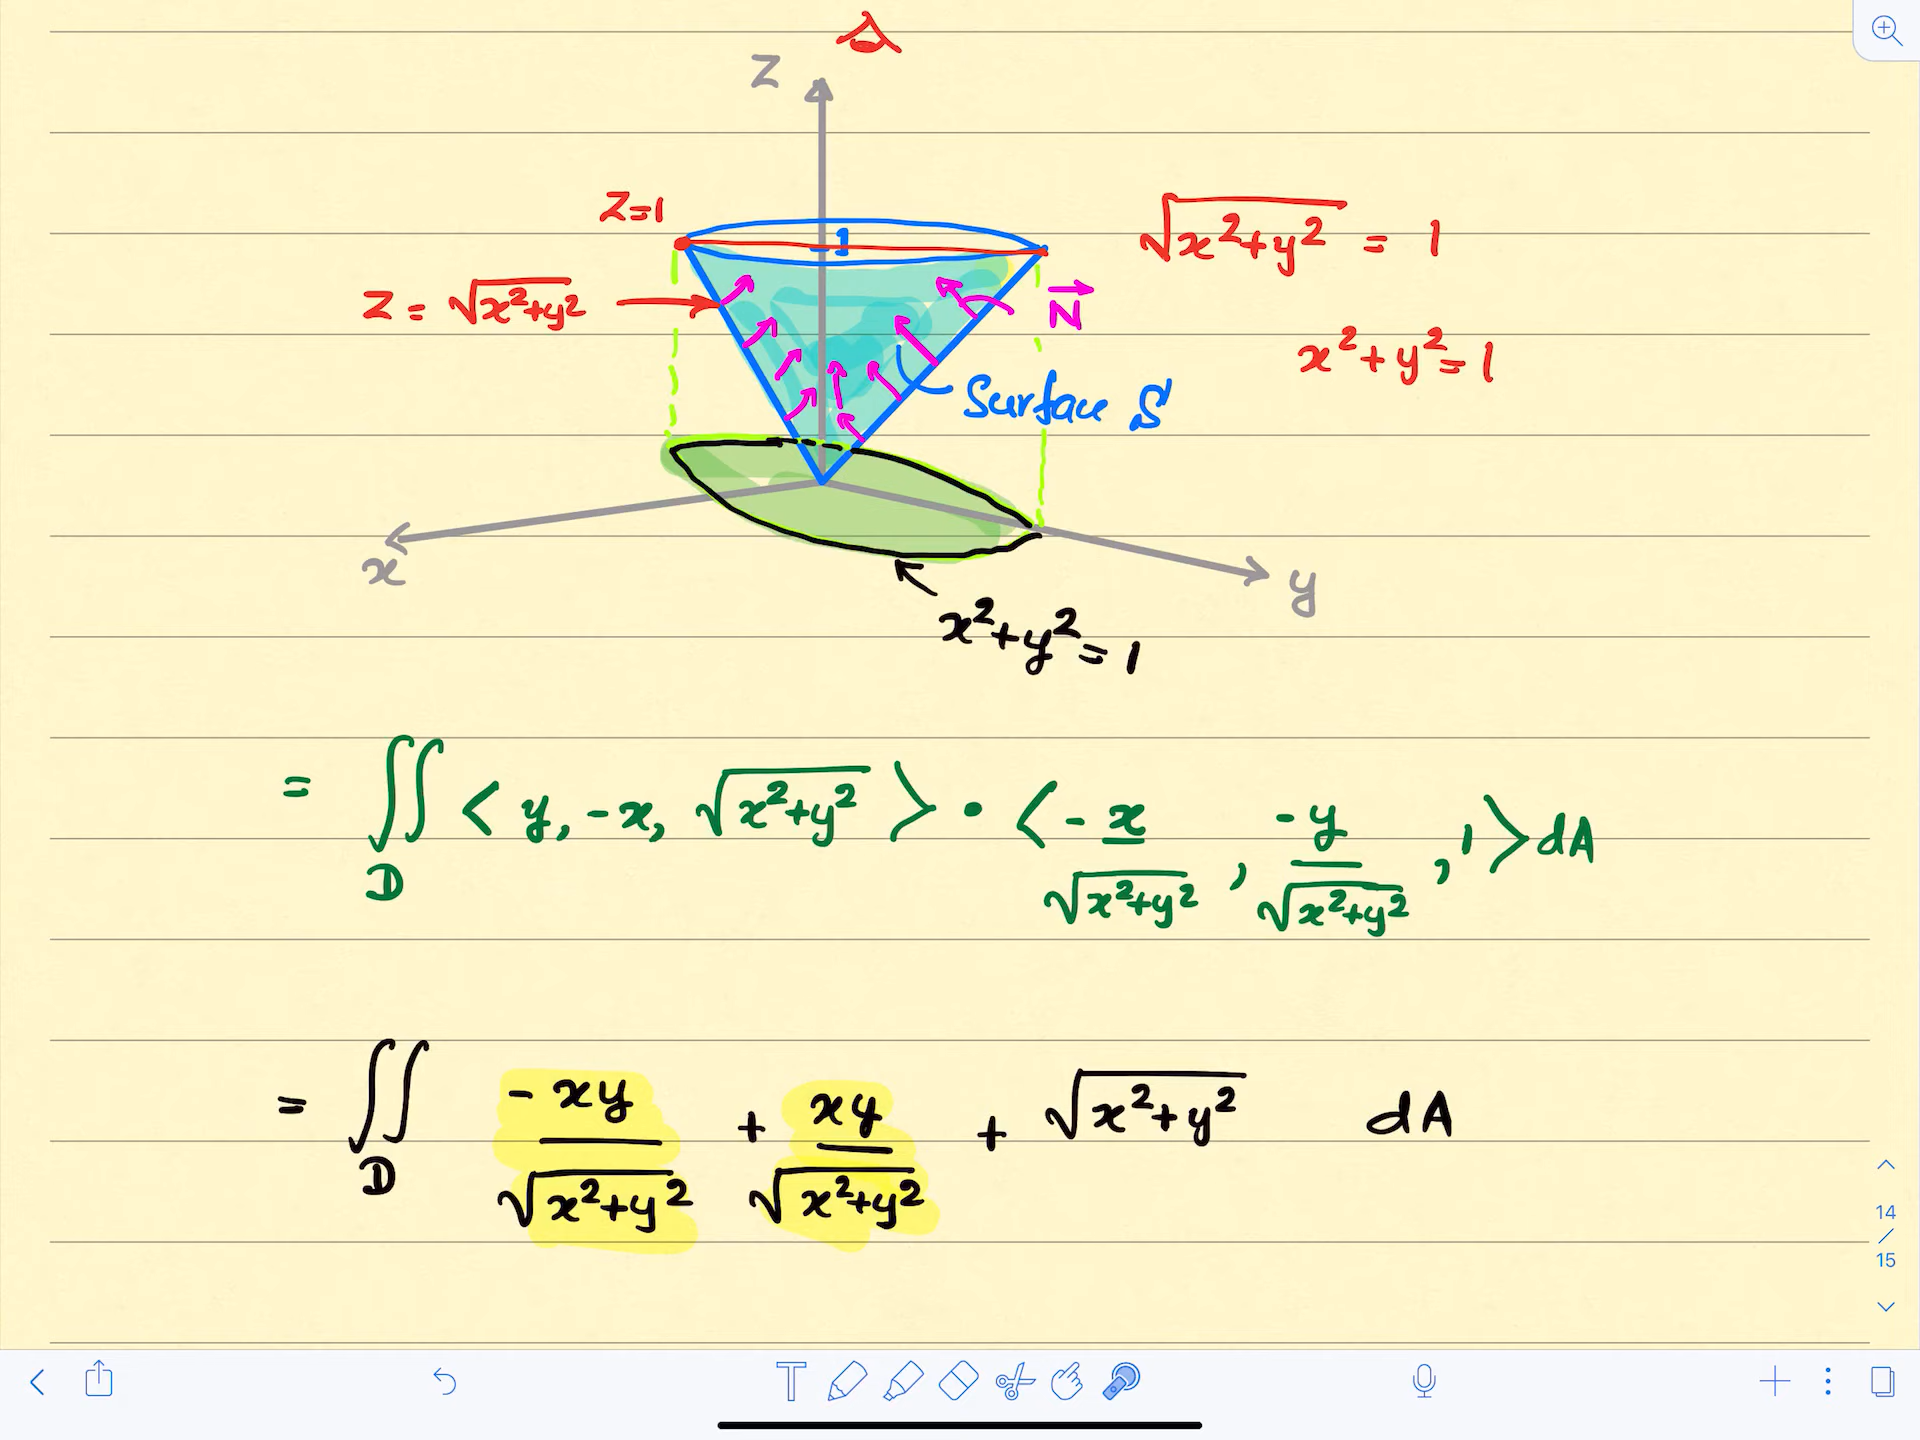 Z
Z=1
1
√x²+y² = 1
Z = √x²+y²
N⃗
x²+y²=1
Surface S
x
y
x²+y²=1
= ∬_D < y, -x, √x²+y² > • < -x/√x²+y² , -y/√x²+y² , 1 > dA
= ∬_D -xy/√x²+y² + xy/√x²+y² + √x²+y² dA
14
/
15
T